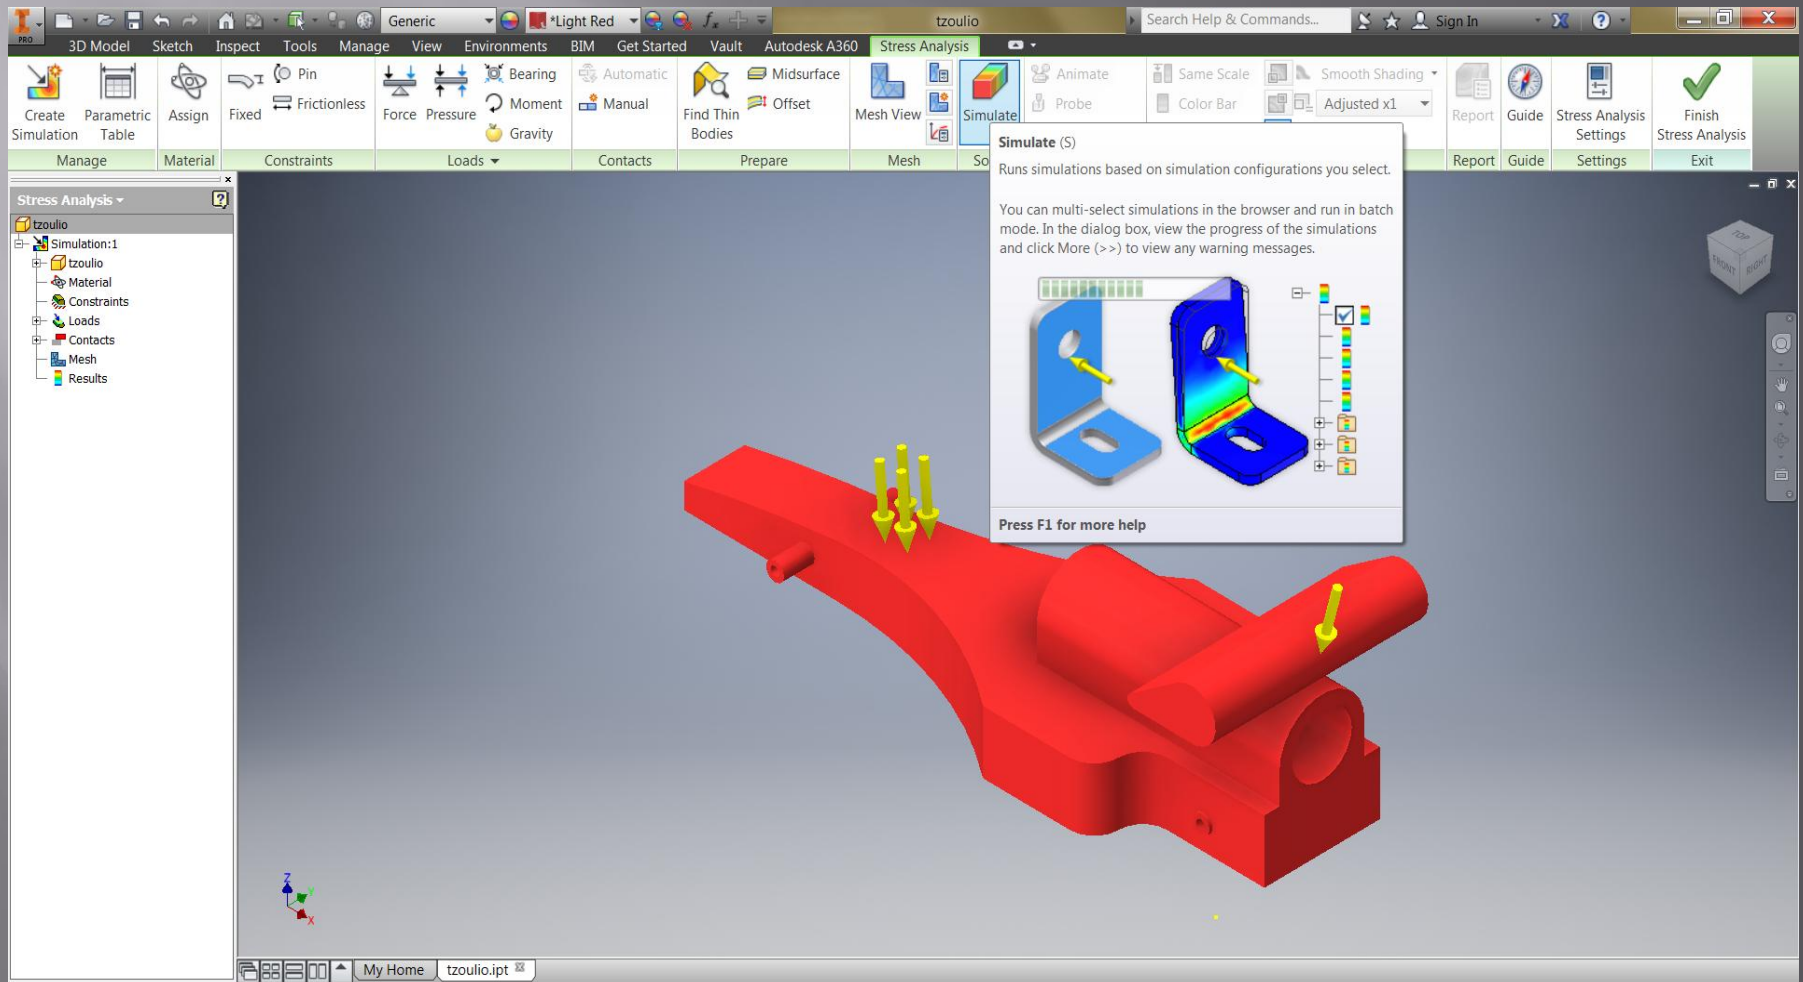 PRO
Generic
*Light Red
fx
tzoulio
Search Help & Commands...
Sign In
3D Model Sketch Inspect Tools Manage View Environments BIM Get Started Vault Autodesk A360 Stress Analysis
Create
Simulation
Parametric
Table
Manage
Assign
Material
Fixed
Pin
Frictionless
Constraints
Force
Pressure
Bearing
Moment
Gravity
Loads
Automatic
Manual
Contacts
Find Thin
Bodies
Midsurface
Offset
Prepare
Mesh View
Mesh
Simulate
So
Animate
Probe
Same Scale
Color Bar
Smooth Shading
Adjusted x1
Report
Report
Guide
Guide
Stress Analysis
Settings
Settings
Finish
Stress Analysis
Exit
Simulate (S)
Runs simulations based on simulation configurations you select.
You can multi-select simulations in the browser and run in batch
mode. In the dialog box, view the progress of the simulations
and click More (>>) to view any warning messages.
Press F1 for more help
Stress Analysis
tzoulio
Simulation:1
tzoulio
Material
Constraints
Loads
Contacts
Mesh
Results
TOP
FRONT
RIGHT
Z
Y
X
My Home
tzoulio.ipt